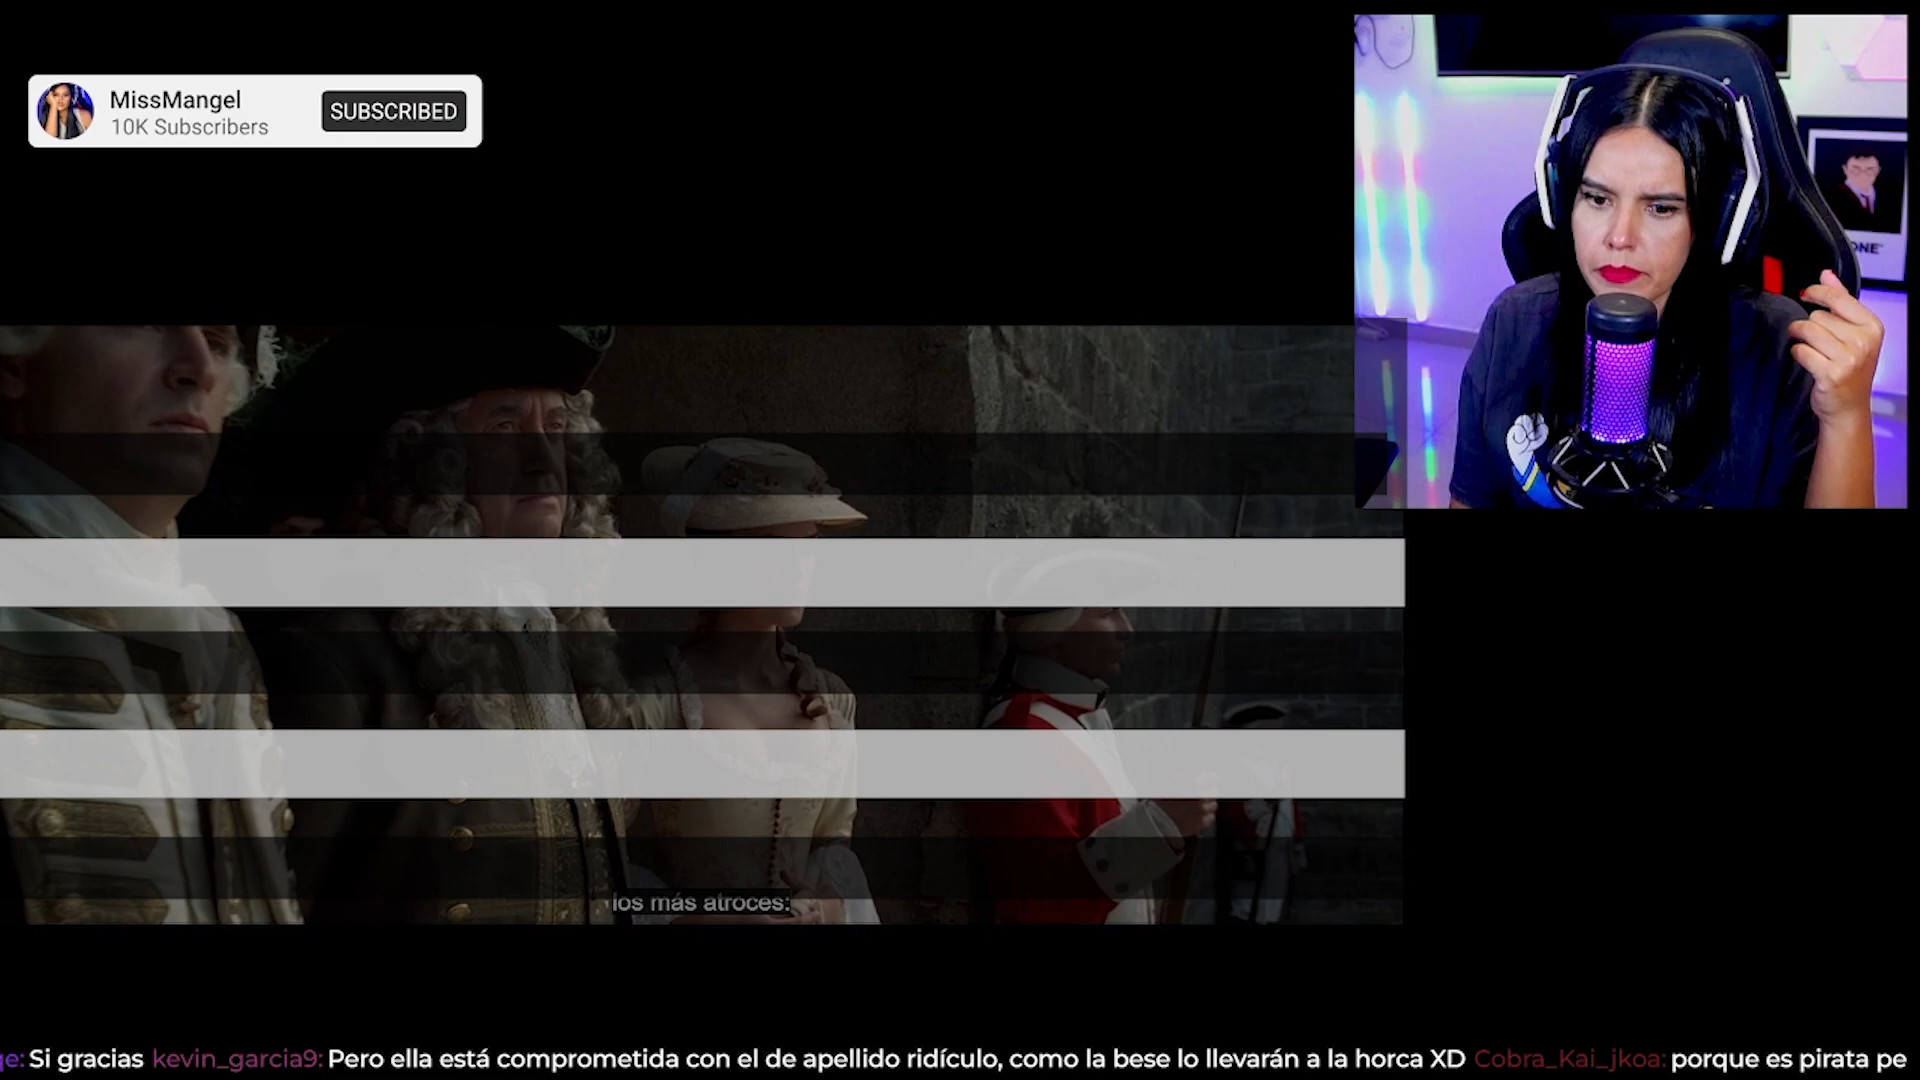 MissMangel
10K Subscribers
SUBSCRIBED
ONE
los más atroces:
ge: Si gracias kevin_garcia9: Pero ella está comprometida con el de apellido ridículo, como la bese lo llevarán a la horca XD Cobra_Kai_jkoa: porque es pirata pe